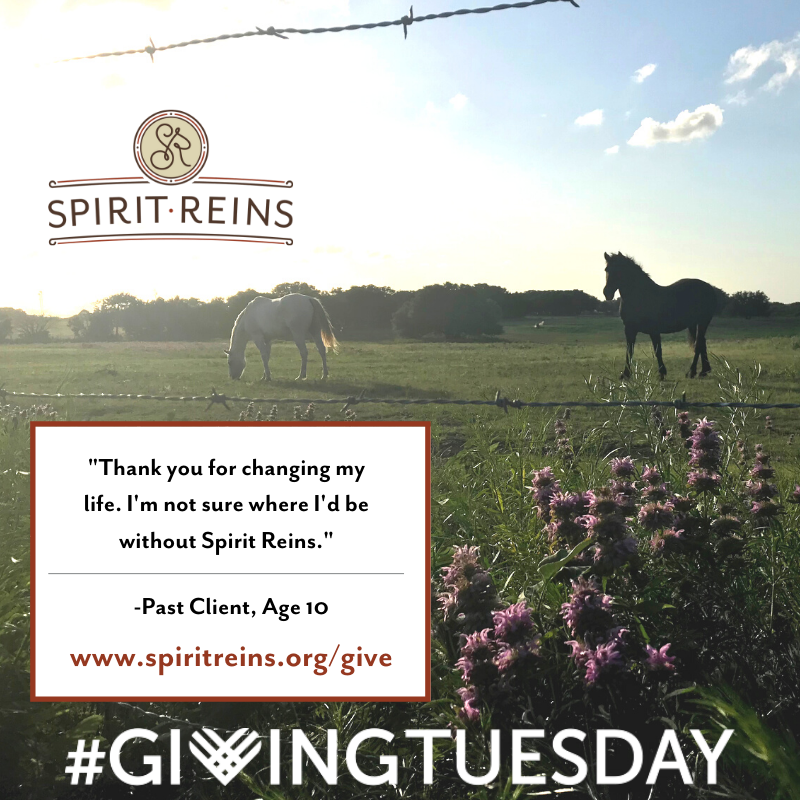 SR
SPIRIT·REINS
"Thank you for changing my
life. I'm not sure where I'd be
without Spirit Reins."
-Past Client, Age 10
www.spiritreins.org/give
#GIVINGTUESDAY